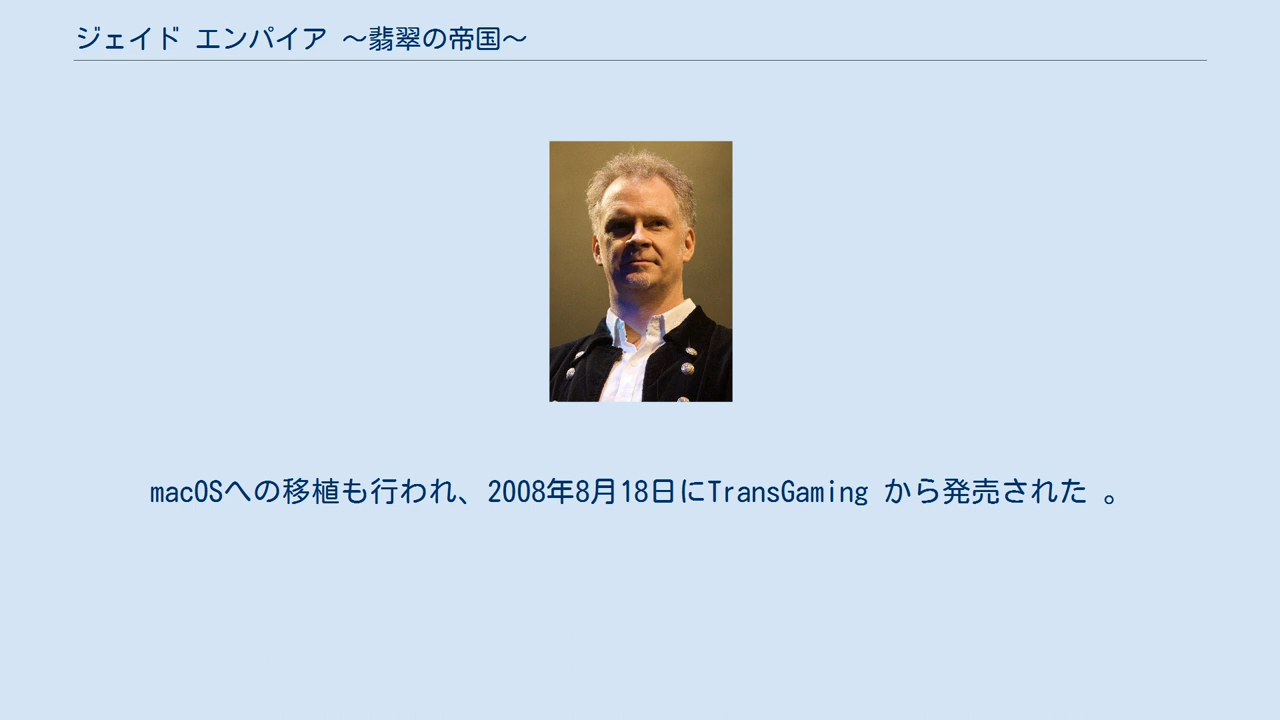 ジェイド エンパイア ～翡翠の帝国～
macOSへの移植も行われ、2008年8月18日にTransGaming から発売された 。